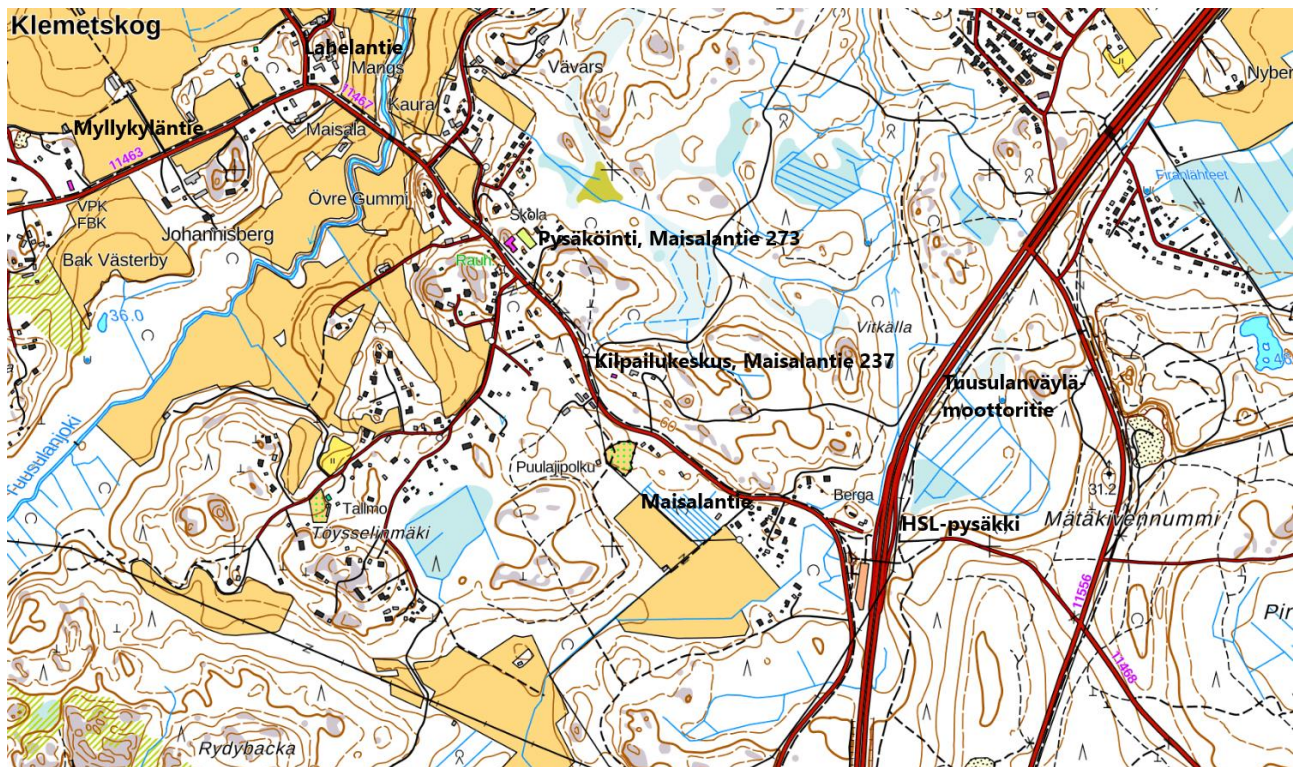 Klemetskog
Lahelantie
Mangs
Vävars
Nyber
Kaura
11467
Myllykyläntie
Maisala
11463
Firanlähteet
VPK
FBK
Övre Gummi
Skola
Johannisberg
Pysäköinti, Maisalantie 273
Bak Västerby
Rauh.
36.0
Vitkälla
Kilpailukeskus, Maisalantie 237
Tuusulanväylä-
moottoritie
60
Tuusulanjoki
Puulajipolku
Maisalantie
Berga
31.2
Tallmo
HSL-pysäkki
Mätäkivennummi
Töysselinmäki
11556
Pir
11468
Rydybacka